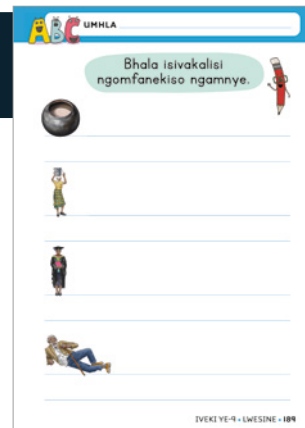 ABC UMHLA
Bhala isivakalisi
ngomfanekiso ngamnye.
IVEKI YE-9 • LWESINE • 189